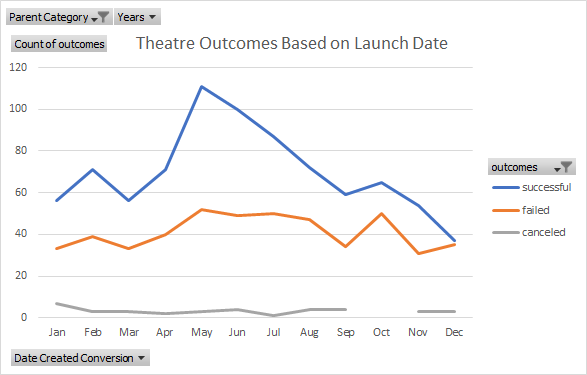 Parent Category Years
Count of outcomes
Theatre Outcomes Based on Launch Date
120
100
80
60
40
20
0
Jan Feb Mar Apr May Jun Jul Aug Sep Oct Nov Dec
outcomes
successful
failed
canceled
Date Created Conversion